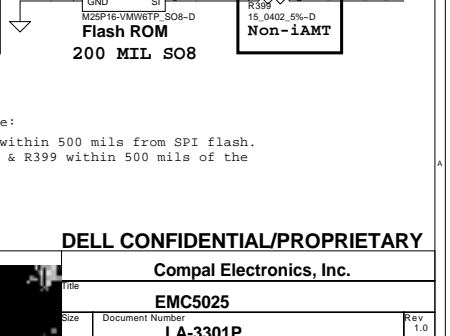 GND SI
M25P16-VMW6TP_SO8~D
Flash ROM
200 MIL SO8
R399
15_0402_5%~D
Non-iAMT
e:
within 500 mils from SPI flash.
& R399 within 500 mils of the
A
DELL CONFIDENTIAL/PROPRIETARY
Compal Electronics, Inc.
Title
EMC5025
Size Document Number Rev
LA-3301P 1.0